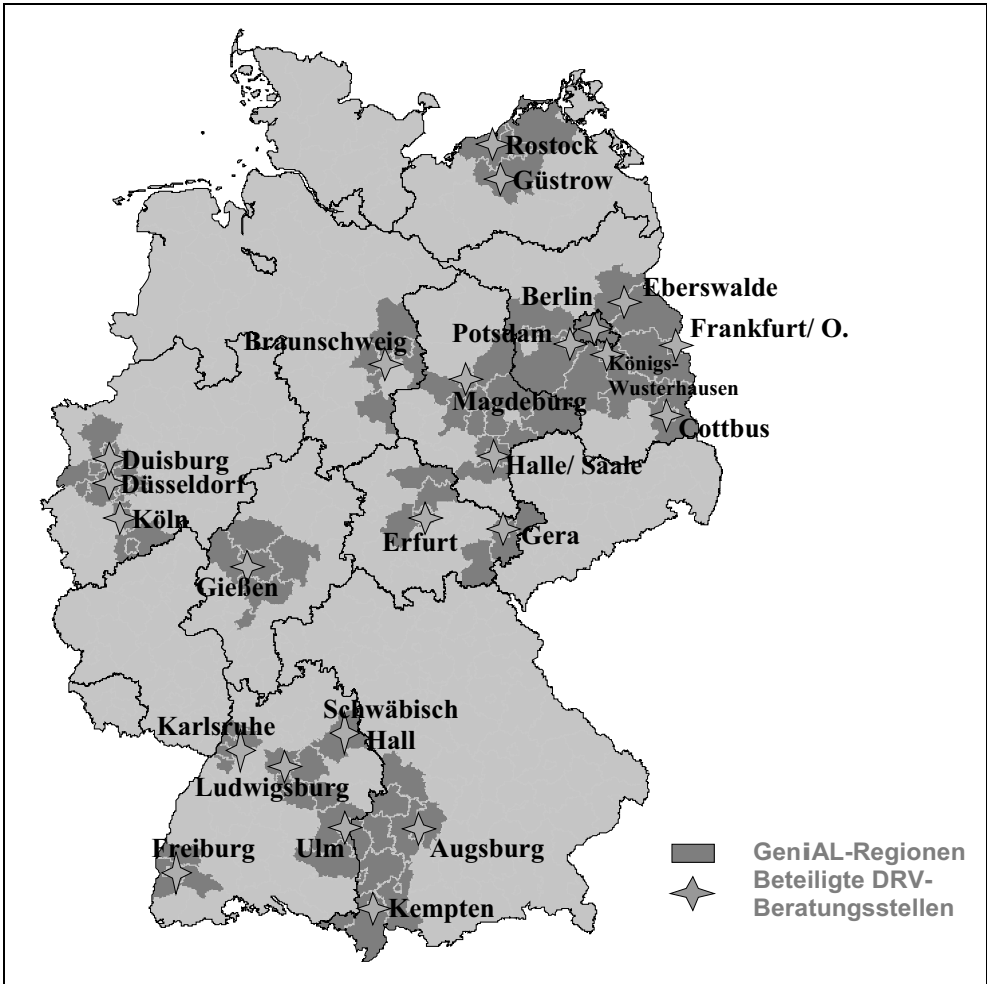 Rostock
Güstrow
Eberswalde
Berlin
Frankfurt/ O.
Potsdam
Braunschweig
Königs-
Wusterhausen
Magdeburg
Cottbus
Duisburg
Halle/ Saale
Düsseldorf
Köln
Erfurt
Gera
Gießen
Schwäbisch
Hall
Karlsruhe
Ludwigsburg
Freiburg
Ulm
Augsburg
Kempten
GeniAL-Regionen
Beteiligte DRV-
Beratungsstellen